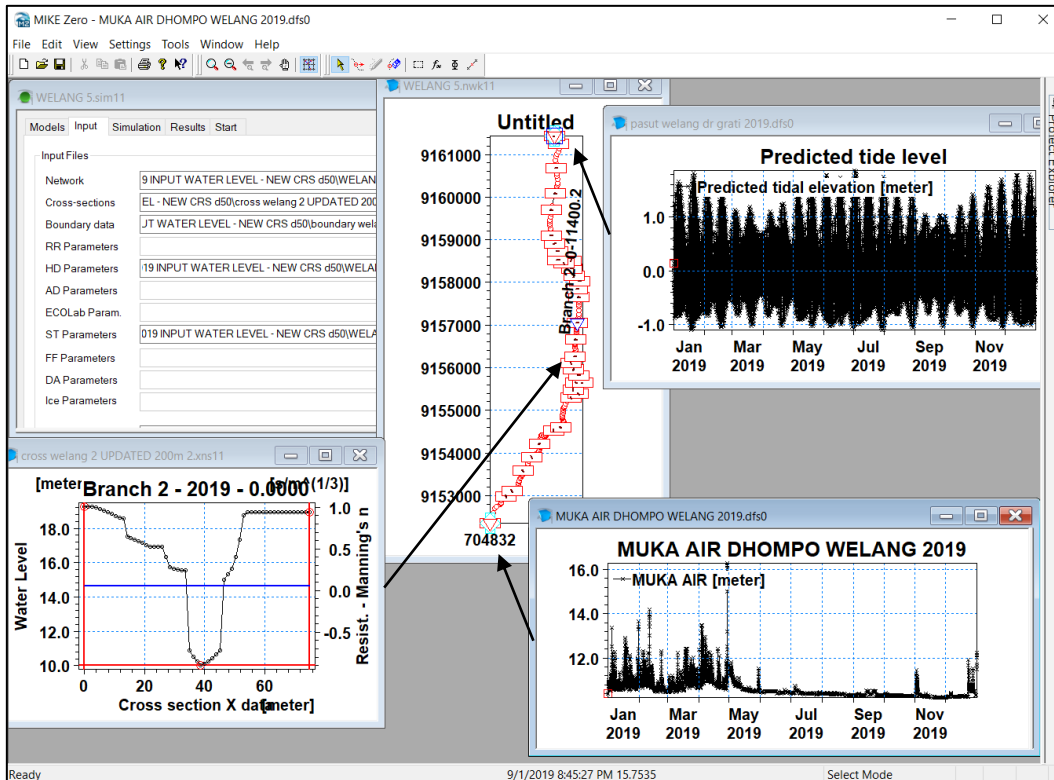 MIKE Zero - MUKA AIR DHOMPO WELANG 2019.dfs0
File Edit View Settings Tools Window Help
WELANG 5.sim11
Models Input Simulation Results Start
Input Files
Network 9 INPUT WATER LEVEL - NEW CRS d50\WELAN
Cross-sections EL - NEW CRS d50\cross welang 2 UPDATED 200
Boundary data UT WATER LEVEL - NEW CRS d50\boundary wela
RR Parameters
HD Parameters 19 INPUT WATER LEVEL - NEW CRS d50\WELAI
AD Parameters
ECOLab Param.
ST Parameters 019 INPUT WATER LEVEL - NEW CRS d50\WELA
FF Parameters
DA Parameters
Ice Parameters
WELANG 5.nwk11
Untitled
9161000
9160000
9159000
9158000
9157000
9156000
9155000
9154000
9153000
704832
Branch 2, 0-11400.2
pasut welang dr grati 2019.dfs0
Predicted tide level
Predicted tidal elevation [meter]
1.0
0.0
-1.0
Jan Mar May Jul Sep Nov
2019 2019 2019 2019 2019 2019
Project Explorer
cross welang 2 UPDATED 200m 2.xns11
[meter] Branch 2 - 2019 - 0.0000 [s/m^(1/3)]
Water Level
18.0
16.0
14.0
12.0
10.0
1.0
0.5
0.0
-0.5
Resist. - Manning's n
0 20 40 60
Cross section X data [meter]
MUKA AIR DHOMPO WELANG 2019.dfs0
MUKA AIR DHOMPO WELANG 2019
MUKA AIR [meter]
16.0
14.0
12.0
Jan Mar May Jul Sep Nov
2019 2019 2019 2019 2019 2019
Ready 9/1/2019 8:45:27 PM 15.7535 Select Mode